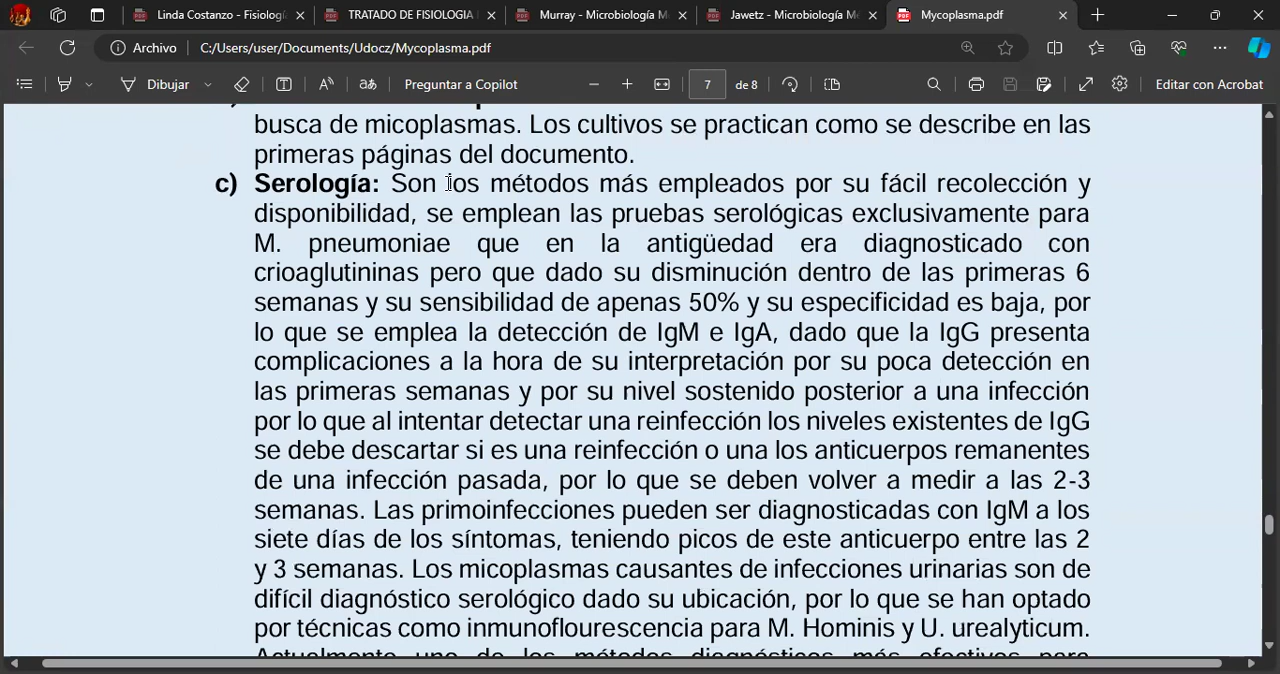 Linda Costanzo - Fisiologí
TRATADO DE FISIOLOGIA
Murray - Microbiología M
Jawetz - Microbiología Mé
Mycoplasma.pdf
Archivo
C:/Users/user/Documents/Udocz/Mycoplasma.pdf
Dibujar
Preguntar a Copilot
7
de 8
Editar con Acrobat
busca de micoplasmas. Los cultivos se practican como se describe en las
primeras páginas del documento.
c) Serología: Son los métodos más empleados por su fácil recolección y
disponibilidad, se emplean las pruebas serológicas exclusivamente para
M. pneumoniae que en la antigüedad era diagnosticado con
crioaglutininas pero que dado su disminución dentro de las primeras 6
semanas y su sensibilidad de apenas 50% y su especificidad es baja, por
lo que se emplea la detección de IgM e IgA, dado que la IgG presenta
complicaciones a la hora de su interpretación por su poca detección en
las primeras semanas y por su nivel sostenido posterior a una infección
por lo que al intentar detectar una reinfección los niveles existentes de IgG
se debe descartar si es una reinfección o una los anticuerpos remanentes
de una infección pasada, por lo que se deben volver a medir a las 2-3
semanas. Las primoinfecciones pueden ser diagnosticadas con IgM a los
siete días de los síntomas, teniendo picos de este anticuerpo entre las 2
y 3 semanas. Los micoplasmas causantes de infecciones urinarias son de
difícil diagnóstico serológico dado su ubicación, por lo que se han optado
por técnicas como inmunoflourescencia para M. Hominis y U. urealyticum.
Actualmente uno de los métodos diagnósticos más efectivos para